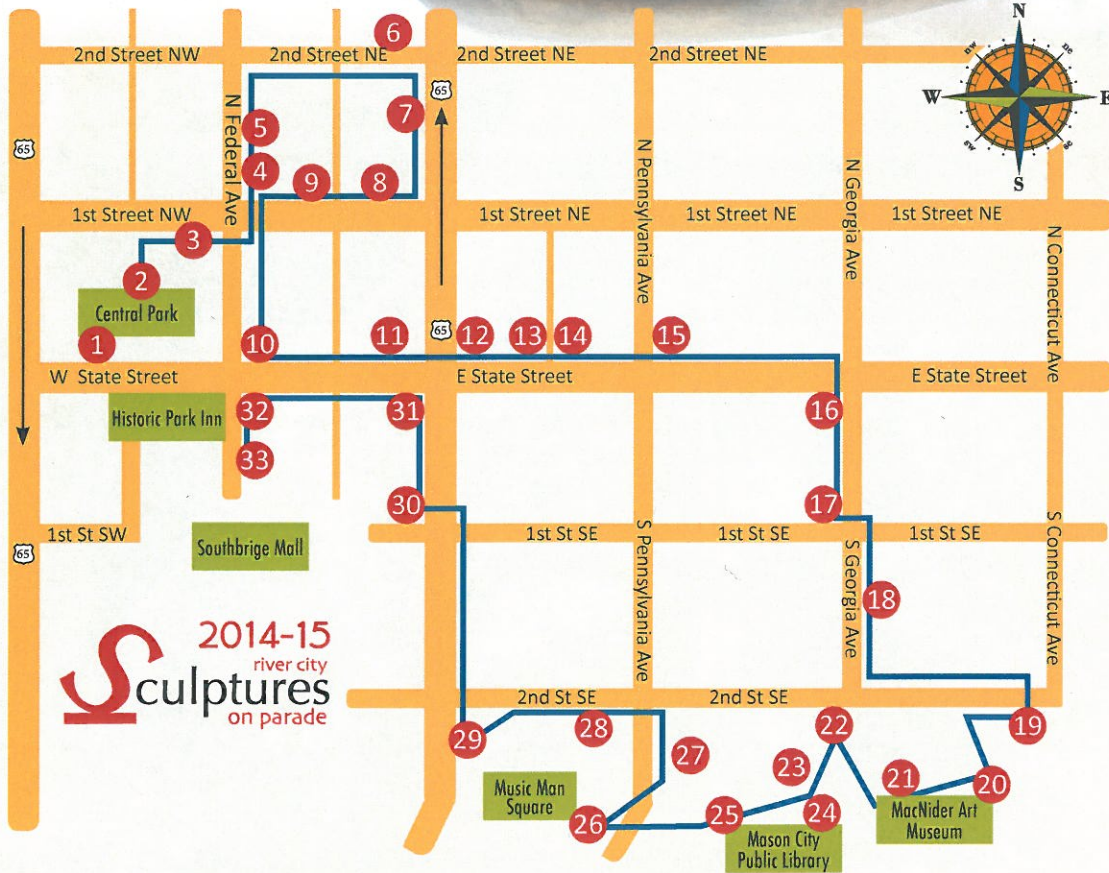 N
nw
ne
W
E
sw
se
S
6
2nd Street NW
2nd Street NE
2nd Street NE
2nd Street NE
65
65
N Federal Ave
5
7
4
9
8
N Pennsylvania Ave
N Georgia Ave
1st Street NW
1st Street NE
1st Street NE
1st Street NE
3
2
N Connecticut Ave
Central Park
1
10
11
65
12
13
14
15
W State Street
E State Street
E State Street
Historic Park Inn
32
31
16
33
30
17
1st St SW
65
Southbrige Mall
1st St SE
1st St SE
1st St SE
S Pennsylvania Ave
S Georgia Ave
S Connecticut Ave
18
2014-15
river city
Sculptures
on parade
2nd St SE
2nd St SE
29
28
27
22
19
23
21
20
Music Man
Square
26
25
24
MacNider Art
Museum
Mason City
Public Library